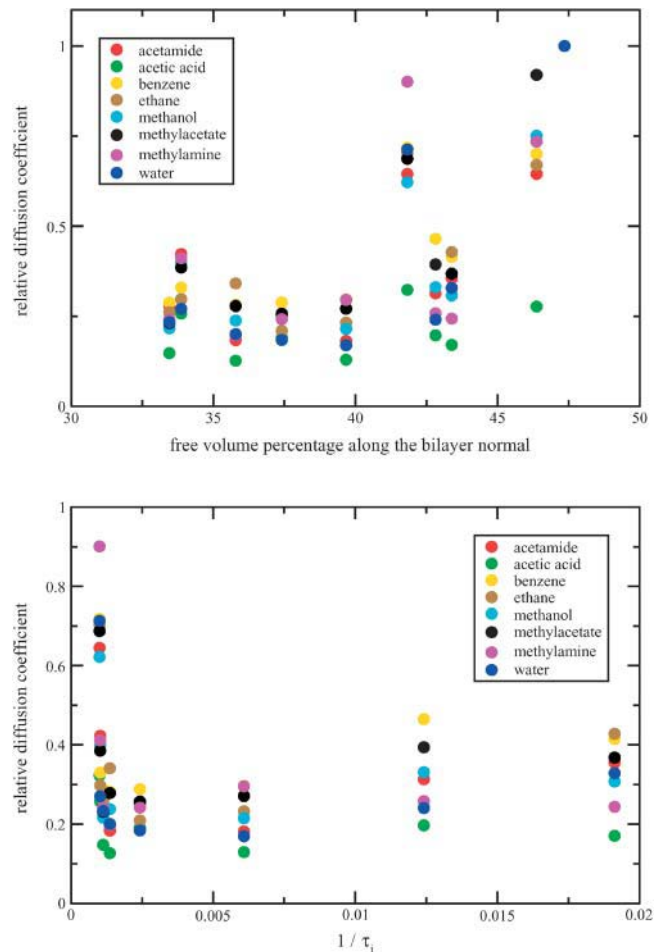 1
0.5
0
30
35
40
45
50
relative diffusion coefficient
free volume percentage along the bilayer normal
acetamide
acetic acid
benzene
ethane
methanol
methylacetate
methylamine
water
1
0.8
0.6
0.4
0.2
0
0
0.005
0.01
0.015
0.02
relative diffusion coefficient
1 / τi
acetamide
acetic acid
benzene
ethane
methanol
methylacetate
methylamine
water